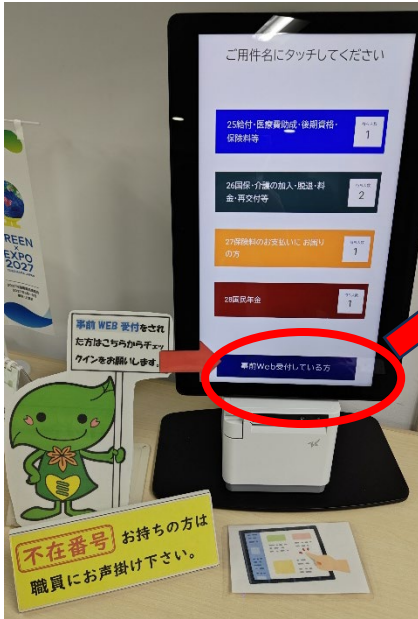 ご用件名にタッチしてください
25給付・医療費助成・後期資格・
保険料等
1
26国保・介護の加入・脱退・料
金・再交付等
2
27保険料のお支払いにお困り
の方
1
28国民年金
1
事前Web受付している方
REEN
×
EXPO
2027
事前 WEB 受付をされ
た方はこちらからチェッ
クインをお願いします。
不在番号 お持ちの方は
職員にお声掛け下さい。